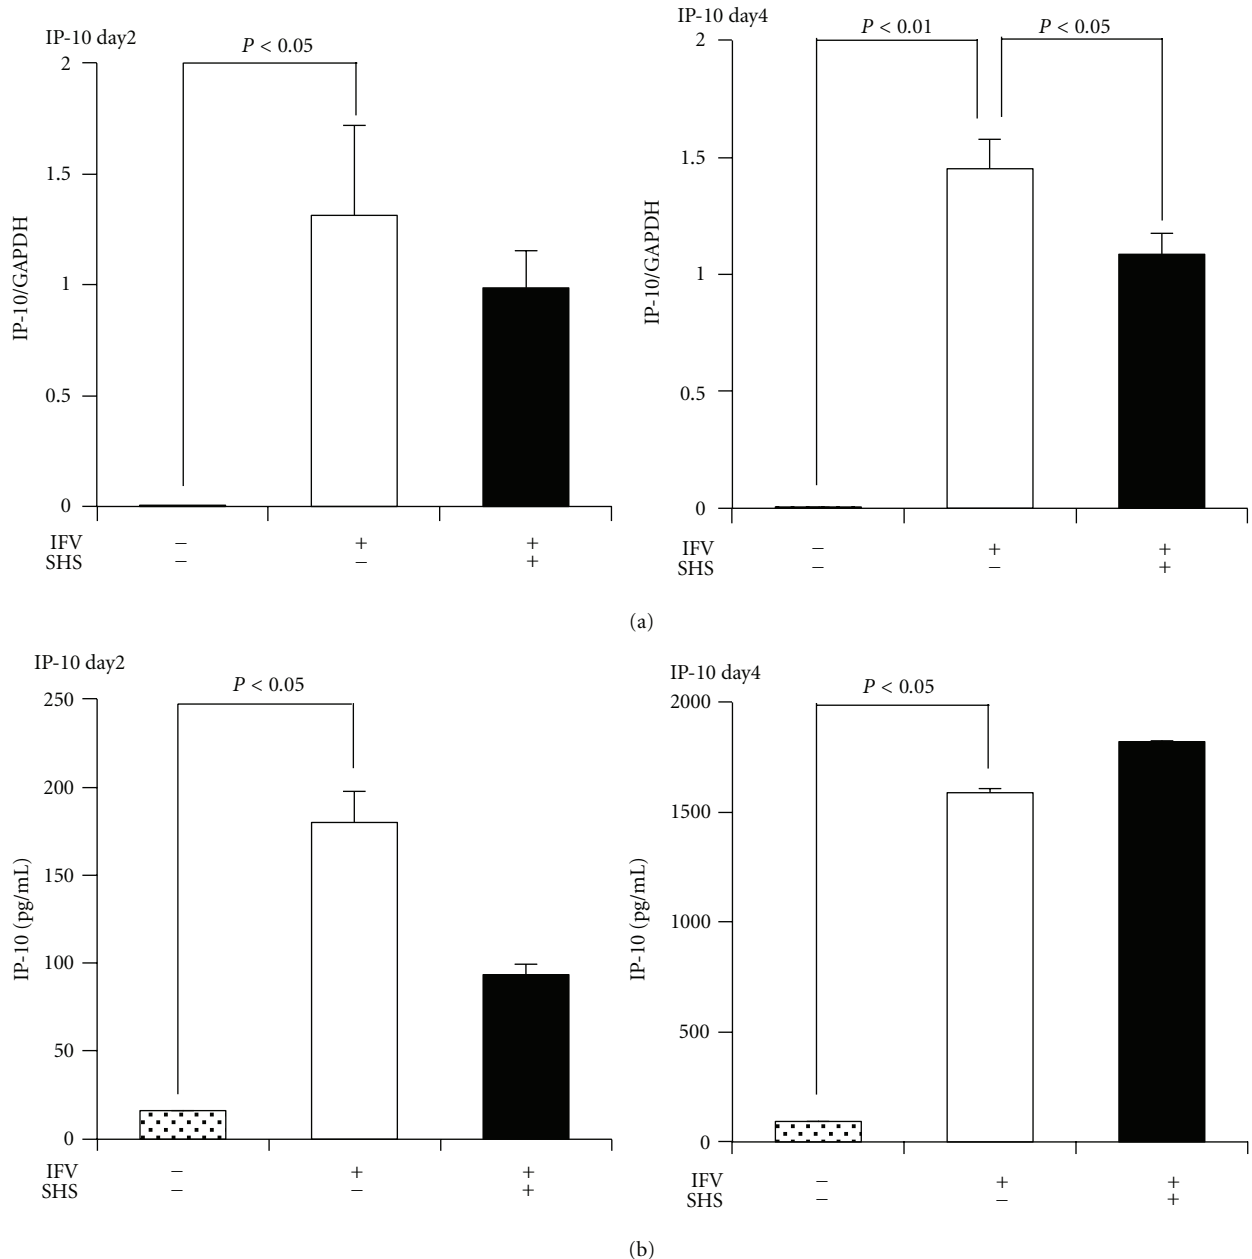 IP-10 day2
P < 0.05
2
1.5
1
0.5
0
IP-10/GAPDH
IFV – + +
SHS – – +
IP-10 day4
P < 0.01 P < 0.05
2
1.5
1
0.5
0
IP-10/GAPDH
IFV – + +
SHS – – +
(a)
IP-10 day2
P < 0.05
250
200
150
100
50
0
IP-10 (pg/mL)
IFV – + +
SHS – – +
IP-10 day4
P < 0.05
2000
1500
1000
500
0
IP-10 (pg/mL)
IFV – + +
SHS – – +
(b)